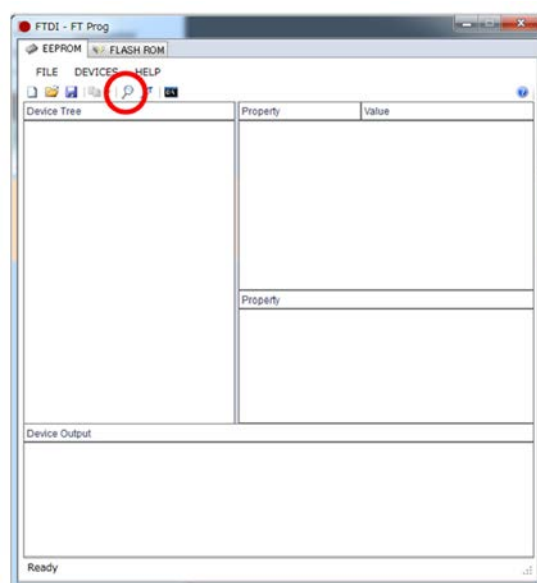 FTDI - FT Prog
EEPROM FLASH ROM
FILE DEVICES HELP
Device Tree
Property Value
Property
Device Output
Ready